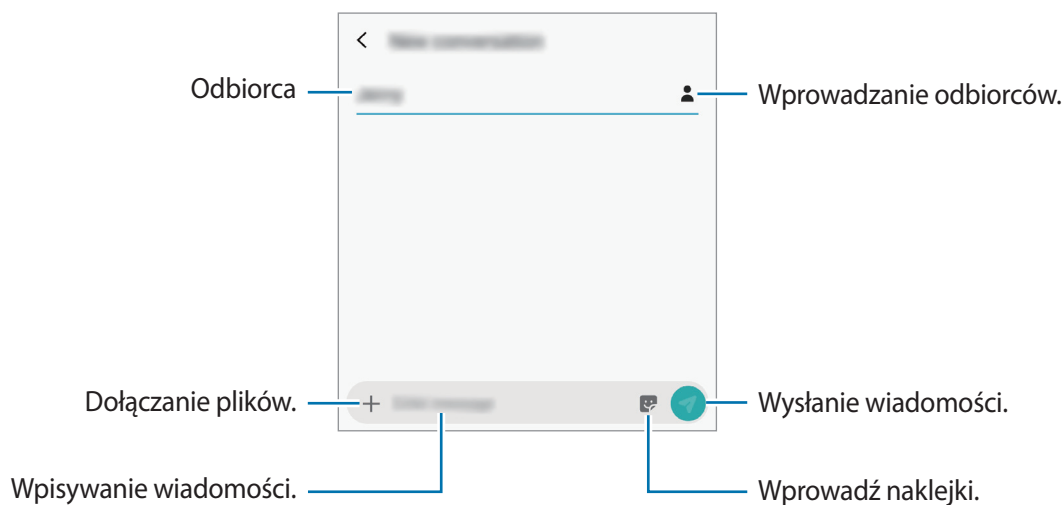 Odbiorca
Wprowadzanie odbiorców.
Dołączanie plików.
Wysłanie wiadomości.
Wpisywanie wiadomości.
Wprowadź naklejki.